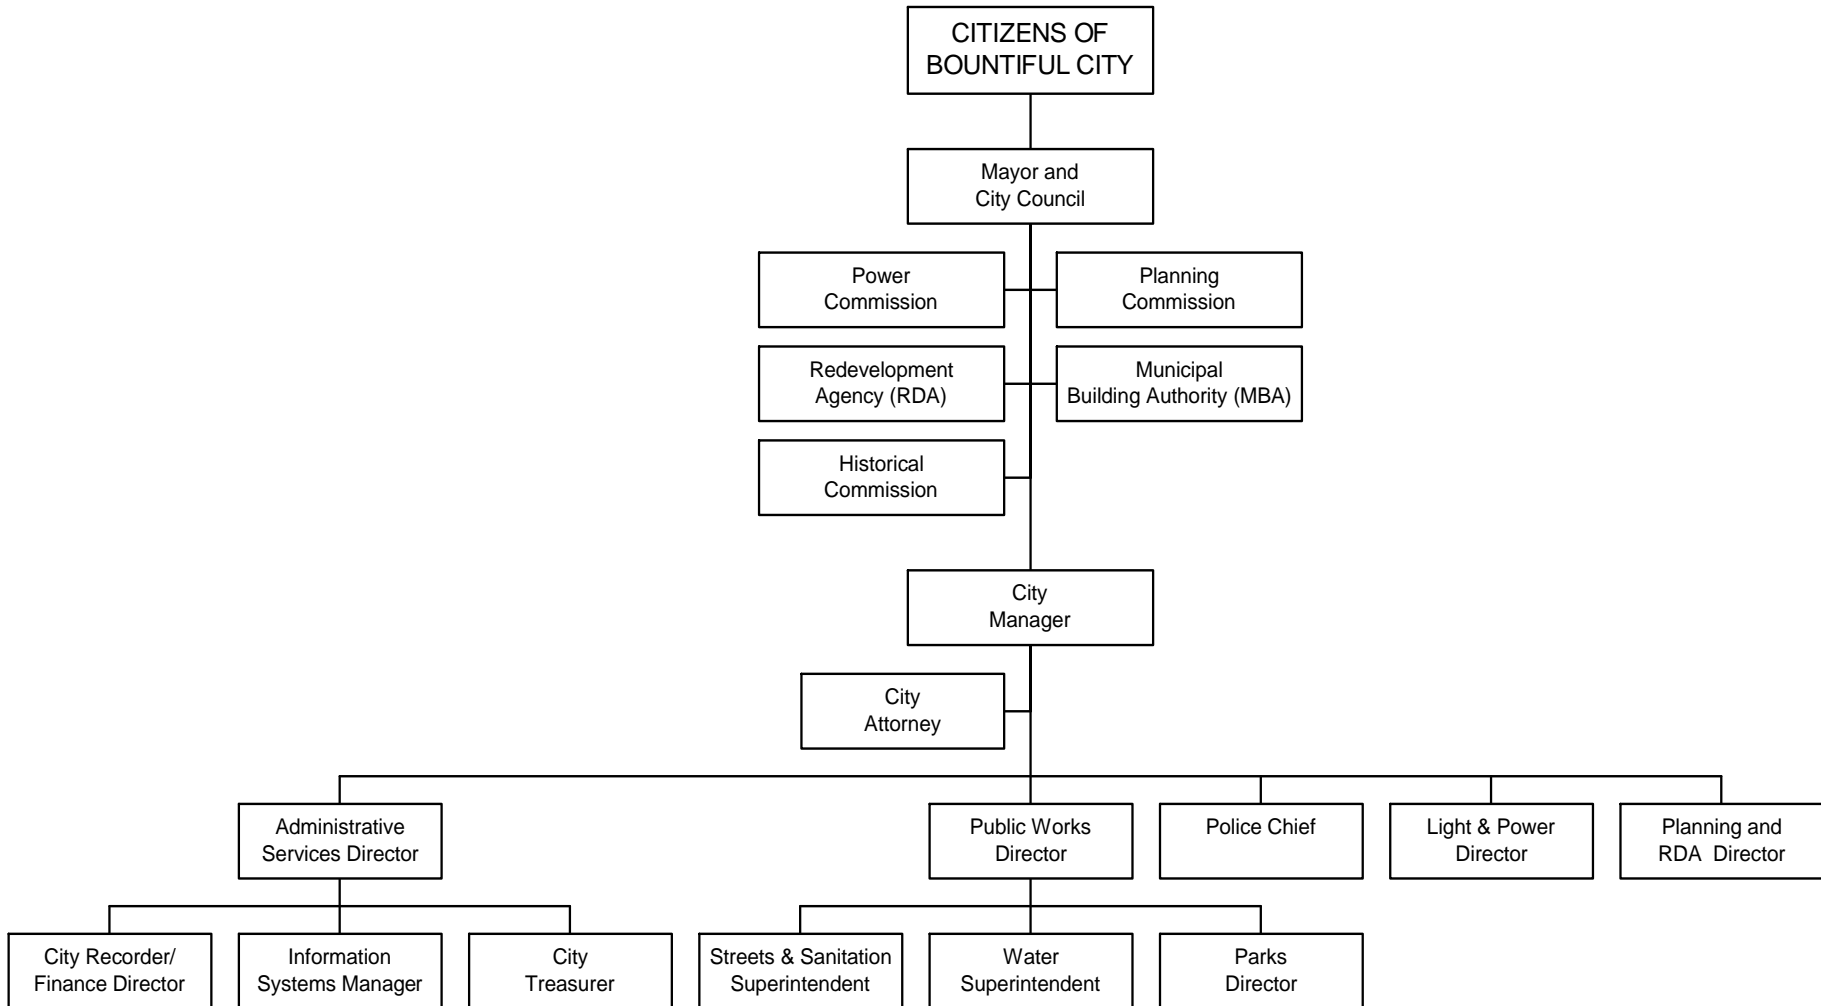 CITIZENS OF
BOUNTIFUL CITY
Mayor and
City Council
Power
Commission
Planning
Commission
Redevelopment
Agency (RDA)
Municipal
Building Authority (MBA)
Historical
Commission
City
Manager
City
Attorney
Administrative
Services Director
Public Works
Director
Police Chief
Light & Power
Director
Planning and
RDA Director
City Recorder/
Finance Director
Information
Systems Manager
City
Treasurer
Streets & Sanitation
Superintendent
Water
Superintendent
Parks
Director